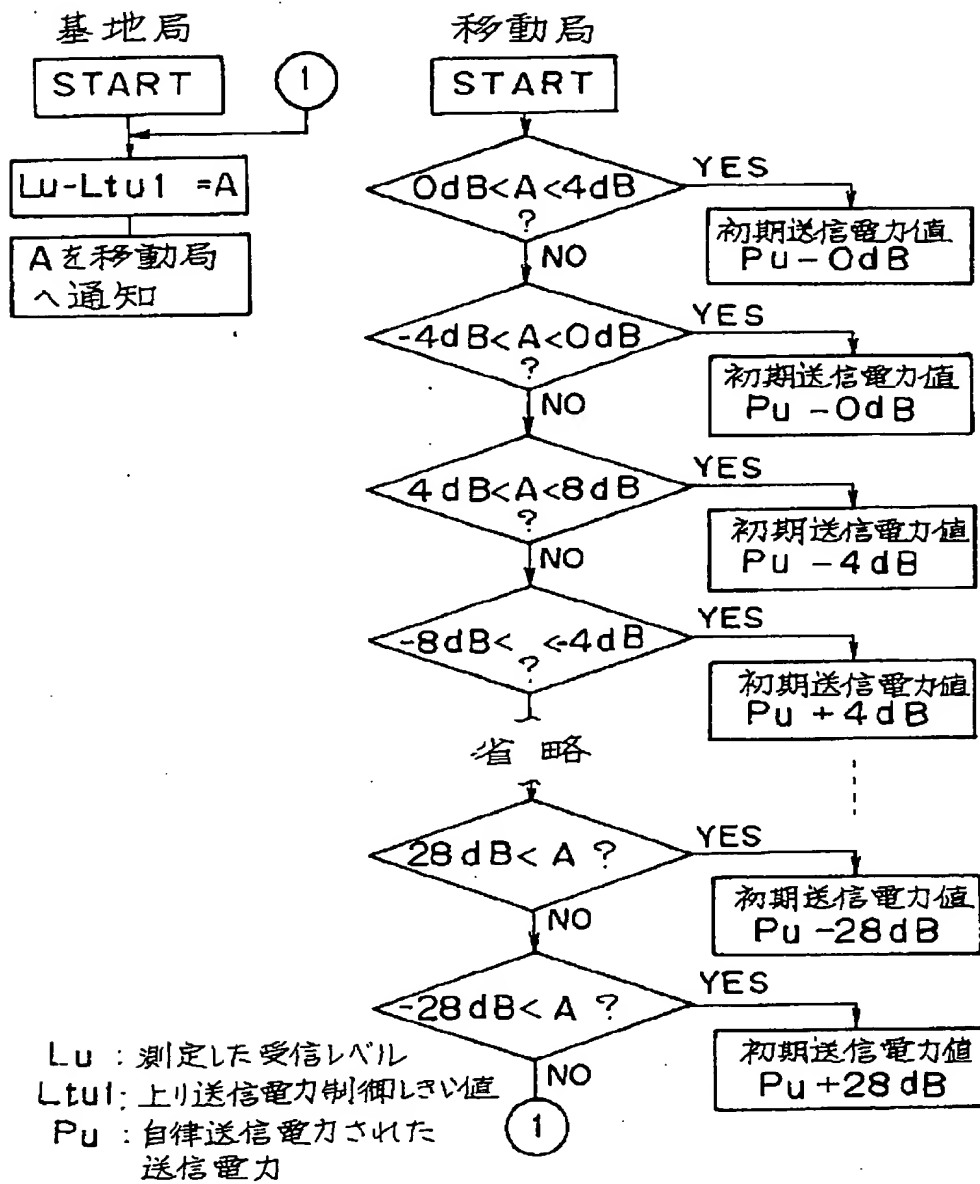 基地局
START
1
Lu-Ltu1 =A
Aを移動局
へ通知
移動局
START
0dB<A<4dB
?
YES
初期送信電力値
Pu-0dB
NO
-4dB<A<0dB
?
YES
初期送信電力値
Pu -0dB
NO
4dB<A<8dB
?
YES
初期送信電力値
Pu -4dB
NO
-8dB< <-4dB
?
YES
初期送信電力値
Pu +4dB
省略
28dB< A ?
YES
初期送信電力値
Pu -28dB
NO
-28dB< A ?
YES
初期送信電力値
Pu +28dB
NO
1
Lu : 測定した受信レベル
Ltu1: 上り送信電力制御しきい値
Pu : 自律送信電力された
送信電力